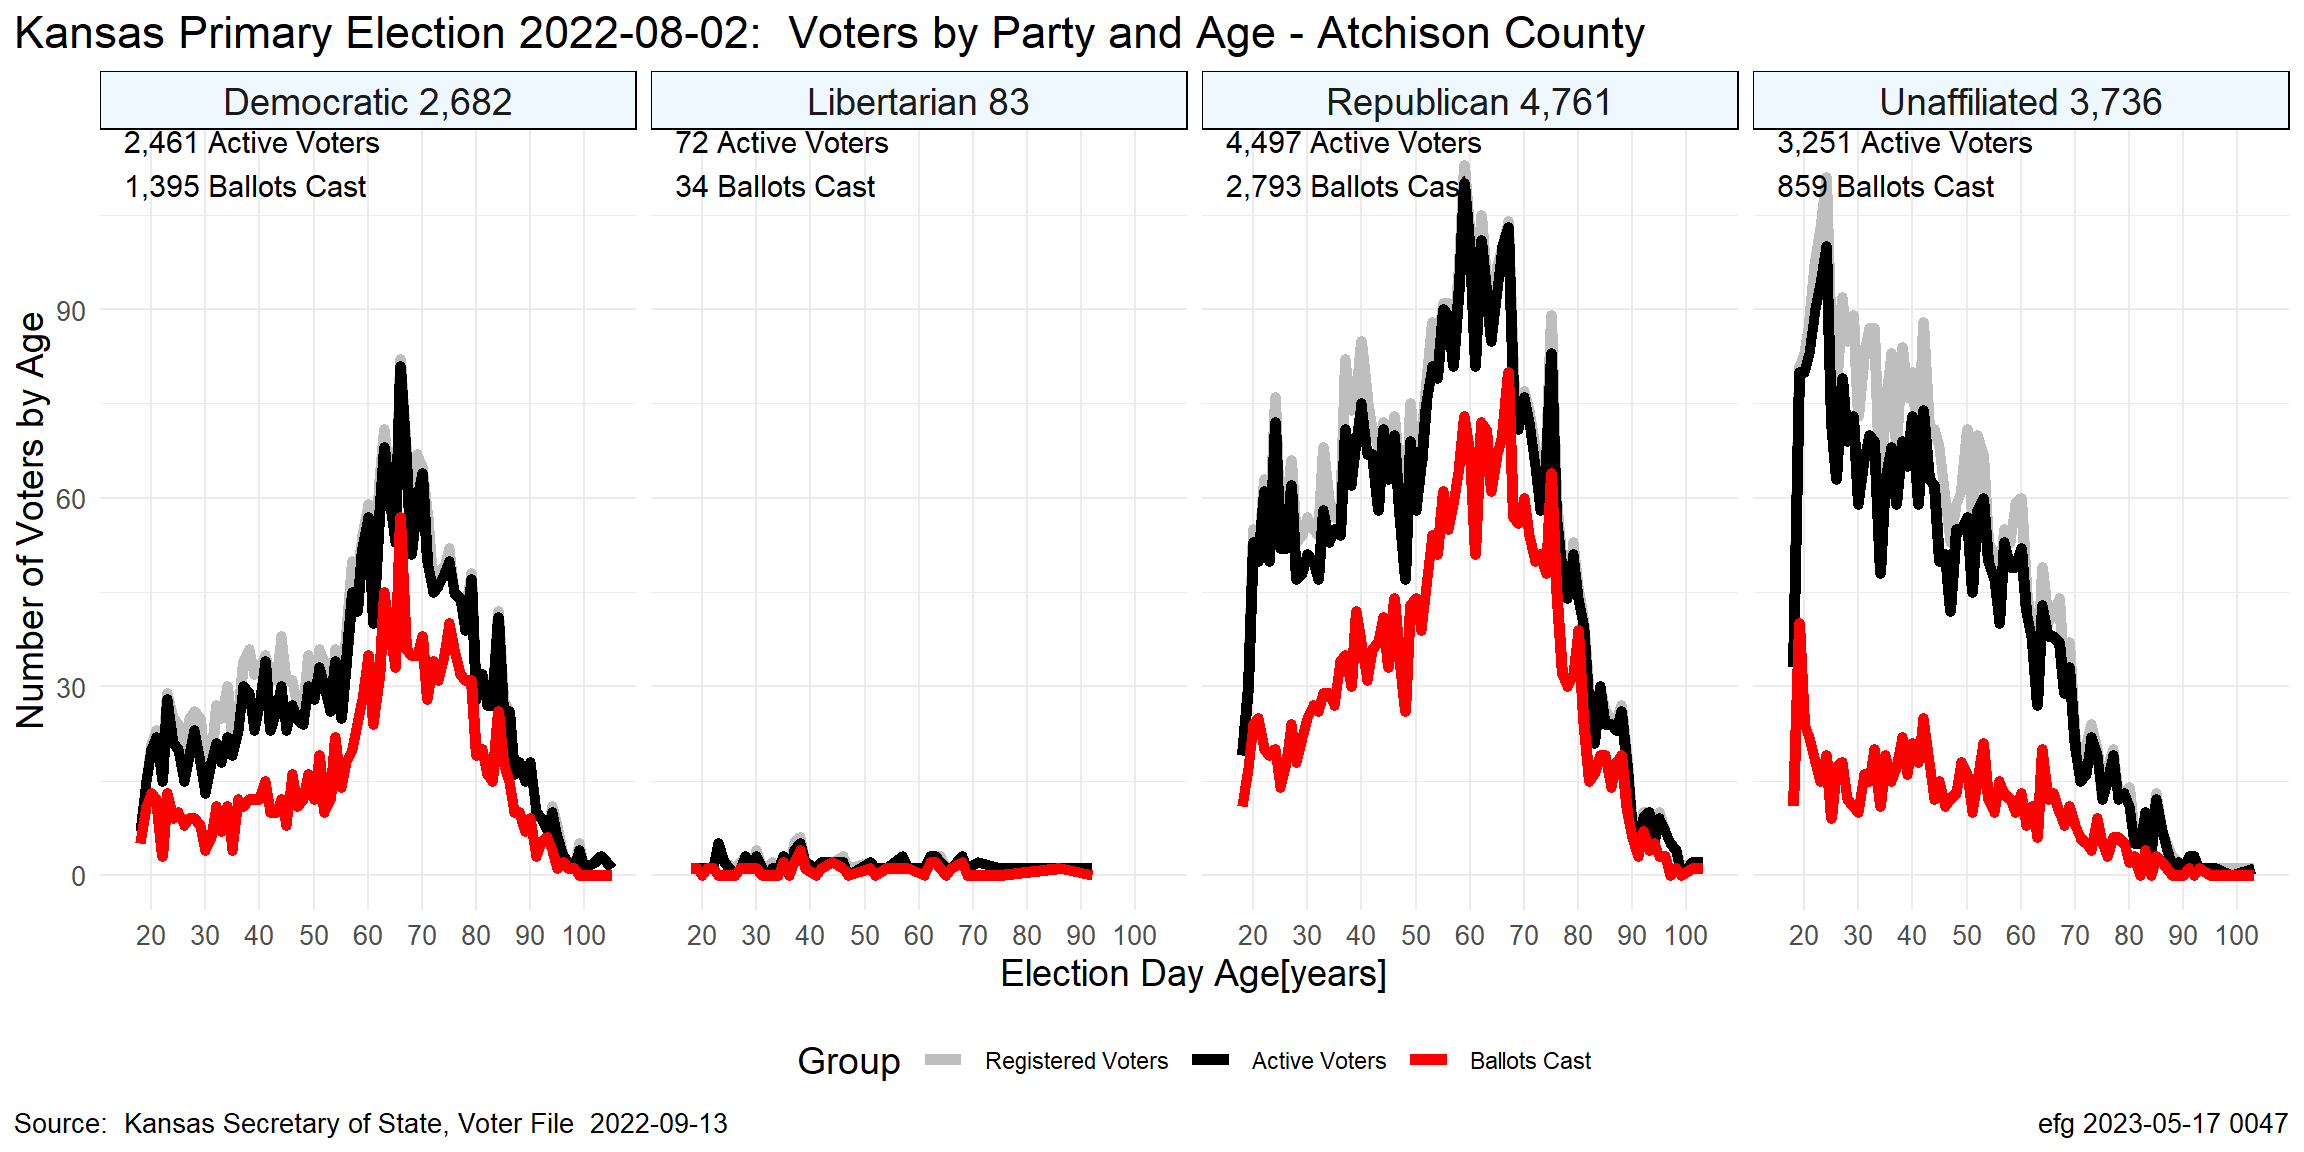 Kansas Primary Election 2022-08-02:  Voters by Party and Age - Atchison County
Democratic 2,682
Libertarian 83
Republican 4,761
Unaffiliated 3,736
2,461 Active Voters
1,395 Ballots Cast
72 Active Voters
34 Ballots Cast
4,497 Active Voters
2,793 Ballots Cast
3,251 Active Voters
859 Ballots Cast
Number of Voters by Age
90
60
30
0
20 30 40 50 60 70 80 90 100
20 30 40 50 60 70 80 90 100
20 30 40 50 60 70 80 90 100
20 30 40 50 60 70 80 90 100
Election Day Age[years]
Group Registered Voters Active Voters Ballots Cast
Source:  Kansas Secretary of State, Voter File  2022-09-13
efg 2023-05-17 0047